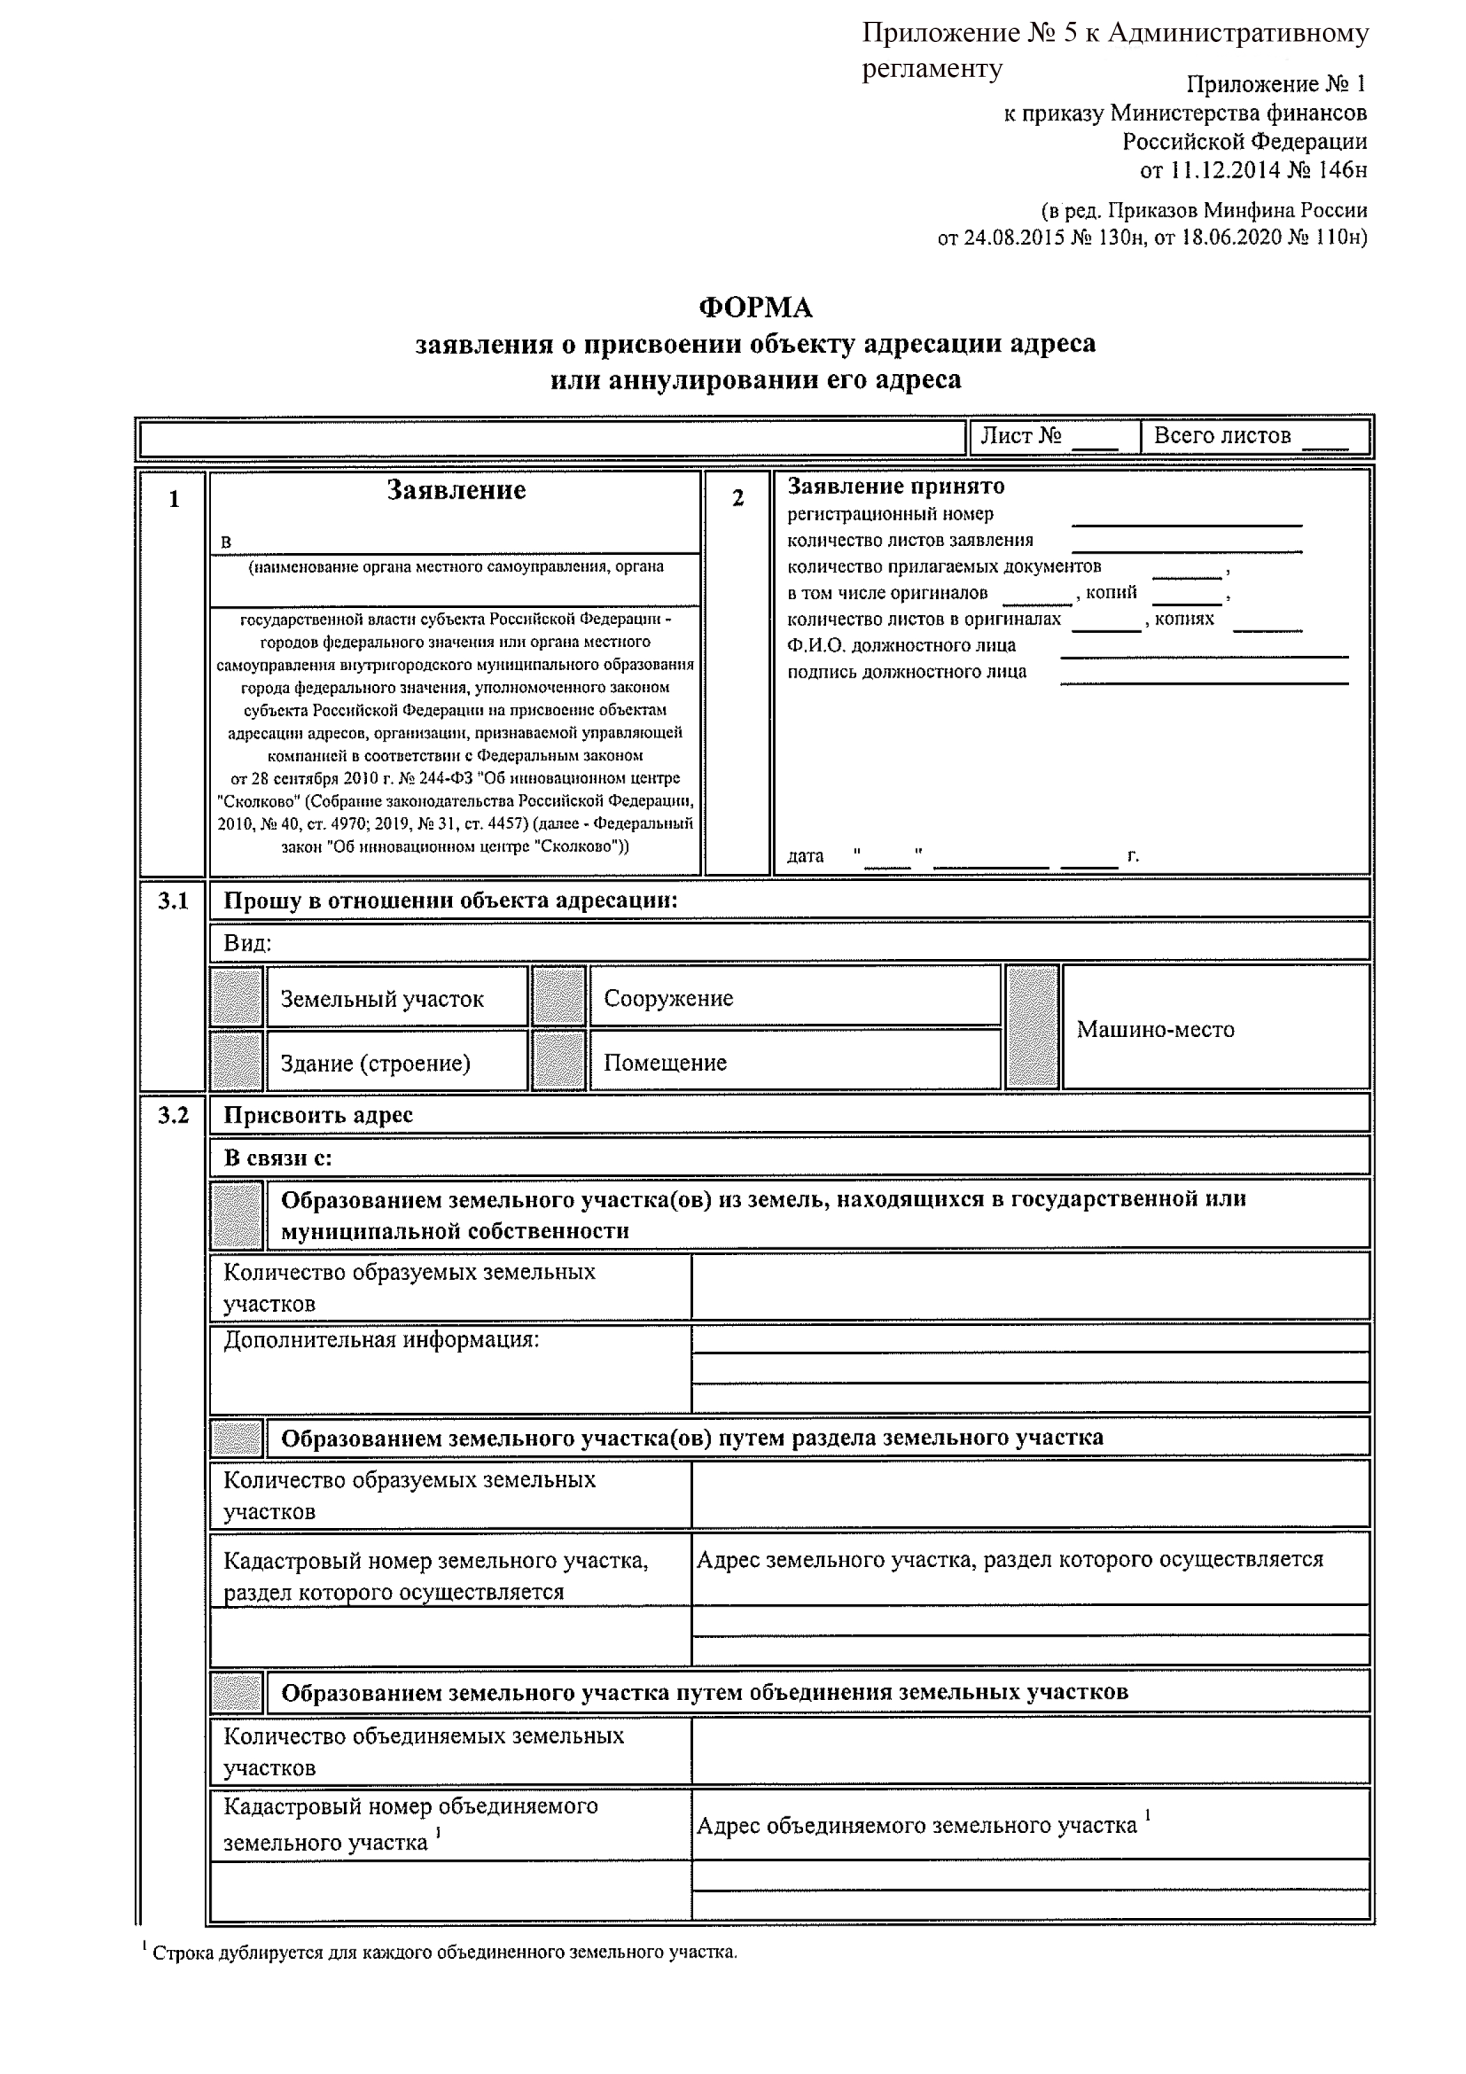 Приложение № 5 к Административному
регламенту
Приложение № 1
к приказу Министерства финансов
Российской Федерации
от 11.12.2014 № 146н
(в ред. Приказов Минфина России
от 24.08.2015 № 130н, от 18.06.2020 № 110н)
ФОРМА
заявления о присвоении объекту адресации адреса
или аннулировании его адреса
Лист № ____ Всего листов ____
1
Заявление
в
(наименование органа местного самоуправления, органа
государственной власти субъекта Российской Федерации -
городов федерального значения или органа местного
самоуправления внутригородского муниципального образования
города федерального значения, уполномоченного законом
субъекта Российской Федерации на присвоение объектам
адресации адресов, организации, признаваемой управляющей
компанией в соответствии с Федеральным законом
от 28 сентября 2010 г. № 244-ФЗ "Об инновационном центре
"Сколково" (Собрание законодательства Российской Федерации,
2010, № 40, ст. 4970; 2019, № 31, ст. 4457) (далее - Федеральный
закон "Об инновационном центре "Сколково"))
2
Заявление принято
регистрационный номер
количество листов заявления
количество прилагаемых документов ______,
в том числе оригиналов ______, копий ______,
количество листов в оригиналах ______, копиях ______
Ф.И.О. должностного лица
подпись должностного лица
дата "____" __________ _____ г.
3.1 Прошу в отношении объекта адресации:
Вид:
Земельный участок
Сооружение
Машино-место
Здание (строение)
Помещение
3.2 Присвоить адрес
В связи с:
Образованием земельного участка(ов) из земель, находящихся в государственной или
муниципальной собственности
Количество образуемых земельных
участков
Дополнительная информация:
Образованием земельного участка(ов) путем раздела земельного участка
Количество образуемых земельных
участков
Кадастровый номер земельного участка,
раздел которого осуществляется
Адрес земельного участка, раздел которого осуществляется
Образованием земельного участка путем объединения земельных участков
Количество объединяемых земельных
участков
Кадастровый номер объединяемого
земельного участка 1
Адрес объединяемого земельного участка 1
1 Строка дублируется для каждого объединенного земельного участка.